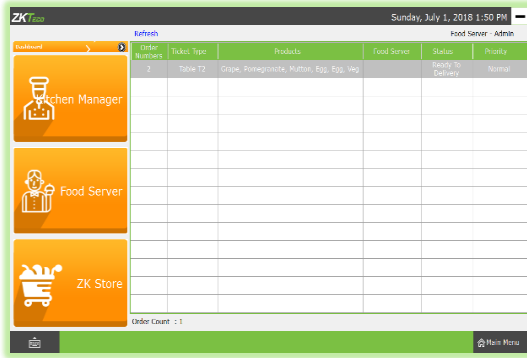 ZKTeco
Sunday, July 1, 2018 1:50 PM
Refresh
Food Server - Admin
Dashboard
Order Numbers
Ticket Type
Products
Food Server
Status
Priority
2
Table T2
Grape, Pomegranate, Mutton, Egg, Egg, Veg
Ready To Delivery
Normal
Kitchen Manager
Food Server
ZK Store
Order Count : 1
Main Menu